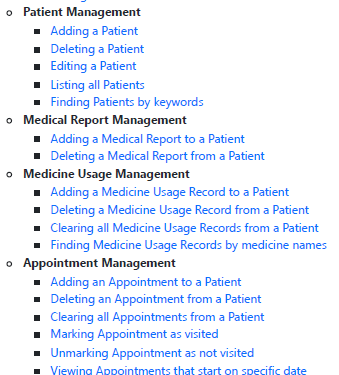 Patient Management
Adding a Patient
Deleting a Patient
Editing a Patient
Listing all Patients
Finding Patients by keywords
Medical Report Management
Adding a Medical Report to a Patient
Deleting a Medical Report from a Patient
Medicine Usage Management
Adding a Medicine Usage Record to a Patient
Deleting a Medicine Usage Record from a Patient
Clearing all Medicine Usage Records from a Patient
Finding Medicine Usage Records by medicine names
Appointment Management
Adding an Appointment to a Patient
Deleting an Appointment from a Patient
Clearing all Appointments from a Patient
Marking Appointment as visited
Unmarking Appointment as not visited
Viewing Appointments that start on specific date